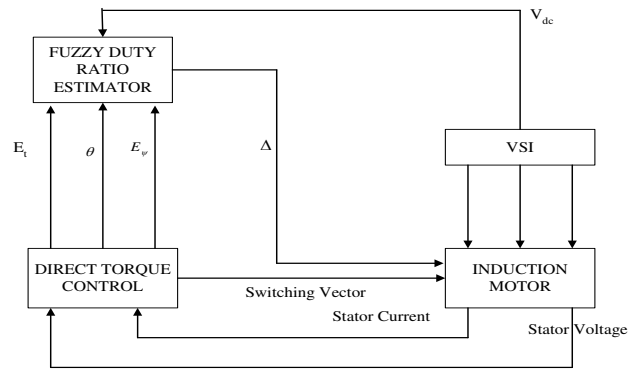 V_dc
FUZZY DUTY
RATIO
ESTIMATOR
E_t
θ
E_ψ
Δ
VSI
DIRECT TORQUE
CONTROL
INDUCTION
MOTOR
Switching Vector
Stator Current
Stator Voltage